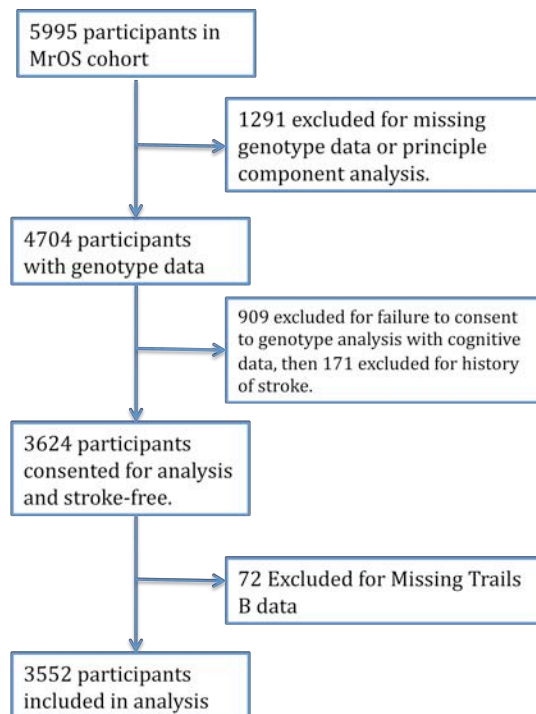 5995 participants in
MrOS cohort
1291 excluded for missing
genotype data or principle
component analysis.
4704 participants
with genotype data
909 excluded for failure to consent
to genotype analysis with cognitive
data, then 171 excluded for history
of stroke.
3624 participants
consented for analysis
and stroke-free.
72 Excluded for Missing Trails
B data
3552 participants
included in analysis